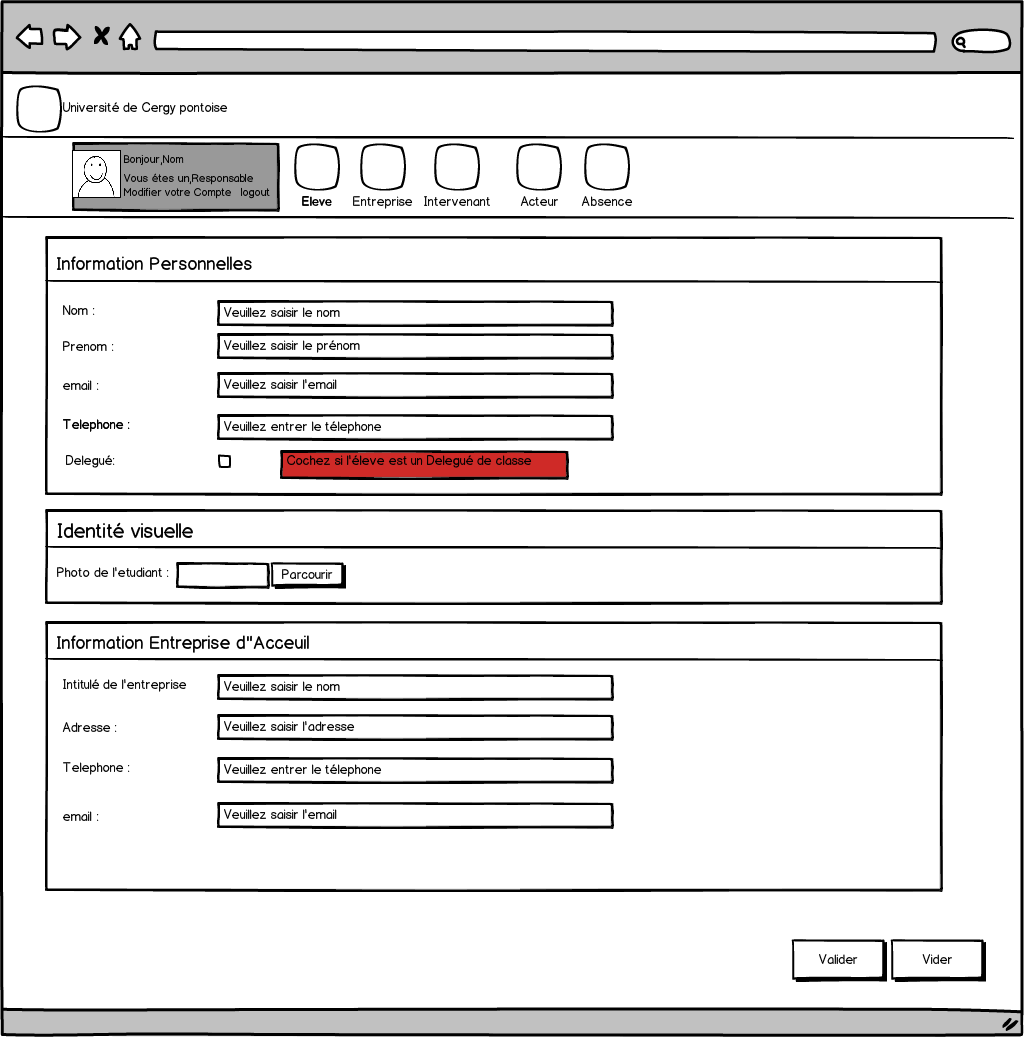 Université de Cergy pontoise
Bonjour,Nom
Vous étes un,Responsable
Modifier votre Compte logout
Eleve Entreprise Intervenant Acteur Absence
Information Personnelles
Nom : Veuillez saisir le nom
Prenom : Veuillez saisir le prénom
email : Veuillez saisir l'email
Telephone : Veuillez entrer le télephone
Delegué: Cochez si l'éleve est un Delegué de classe
Identité visuelle
Photo de l'etudiant : Parcourir
Information Entreprise d"Acceuil
Intitulé de l'entreprise Veuillez saisir le nom
Adresse : Veuillez saisir l'adresse
Telephone : Veuillez entrer le télephone
email : Veuillez saisir l'email
Valider Vider